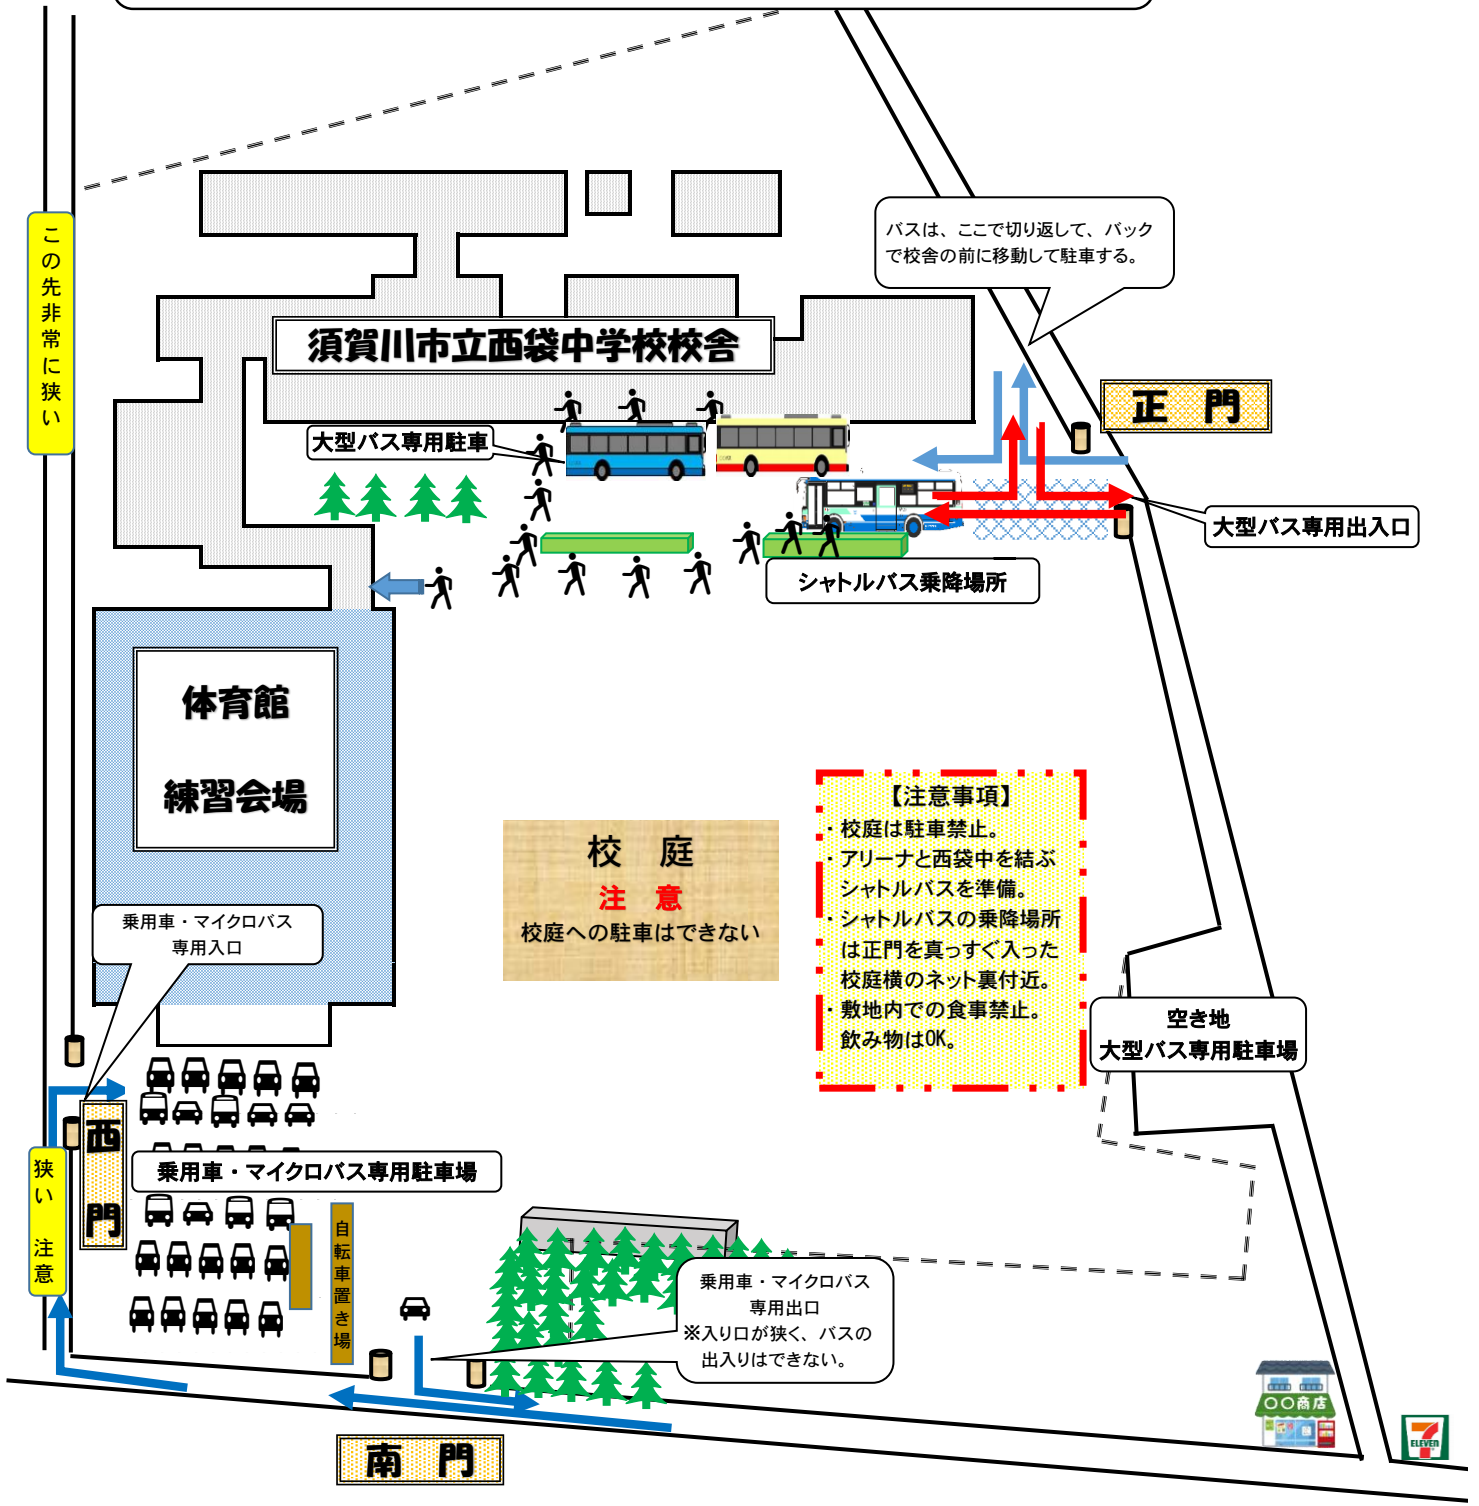 バスは、ここで切り返して、バック
で校舎の前に移動して駐車する。
この先非常に狭い
須賀川市立西袋中学校校舎
正　門
大型バス専用駐車
大型バス専用出入口
シャトルバス乗降場所
体育館
練習会場
【注意事項】
・校庭は駐車禁止。
・アリーナと西袋中を結ぶ
シャトルバスを準備。
・シャトルバスの乗降場所
は正門を真っすぐ入った
校庭横のネット裏付近。
・敷地内での食事禁止。
飲み物はOK。
校　庭
注　意
校庭への駐車はできない
乗用車・マイクロバス
専用入口
空き地
大型バス専用駐車場
西　門
狭い　注意
乗用車・マイクロバス専用駐車場
自転車置き場
乗用車・マイクロバス
専用出口
※入り口が狭く、バスの
出入りはできない。
〇〇商店
7
ELEVEN
南　門